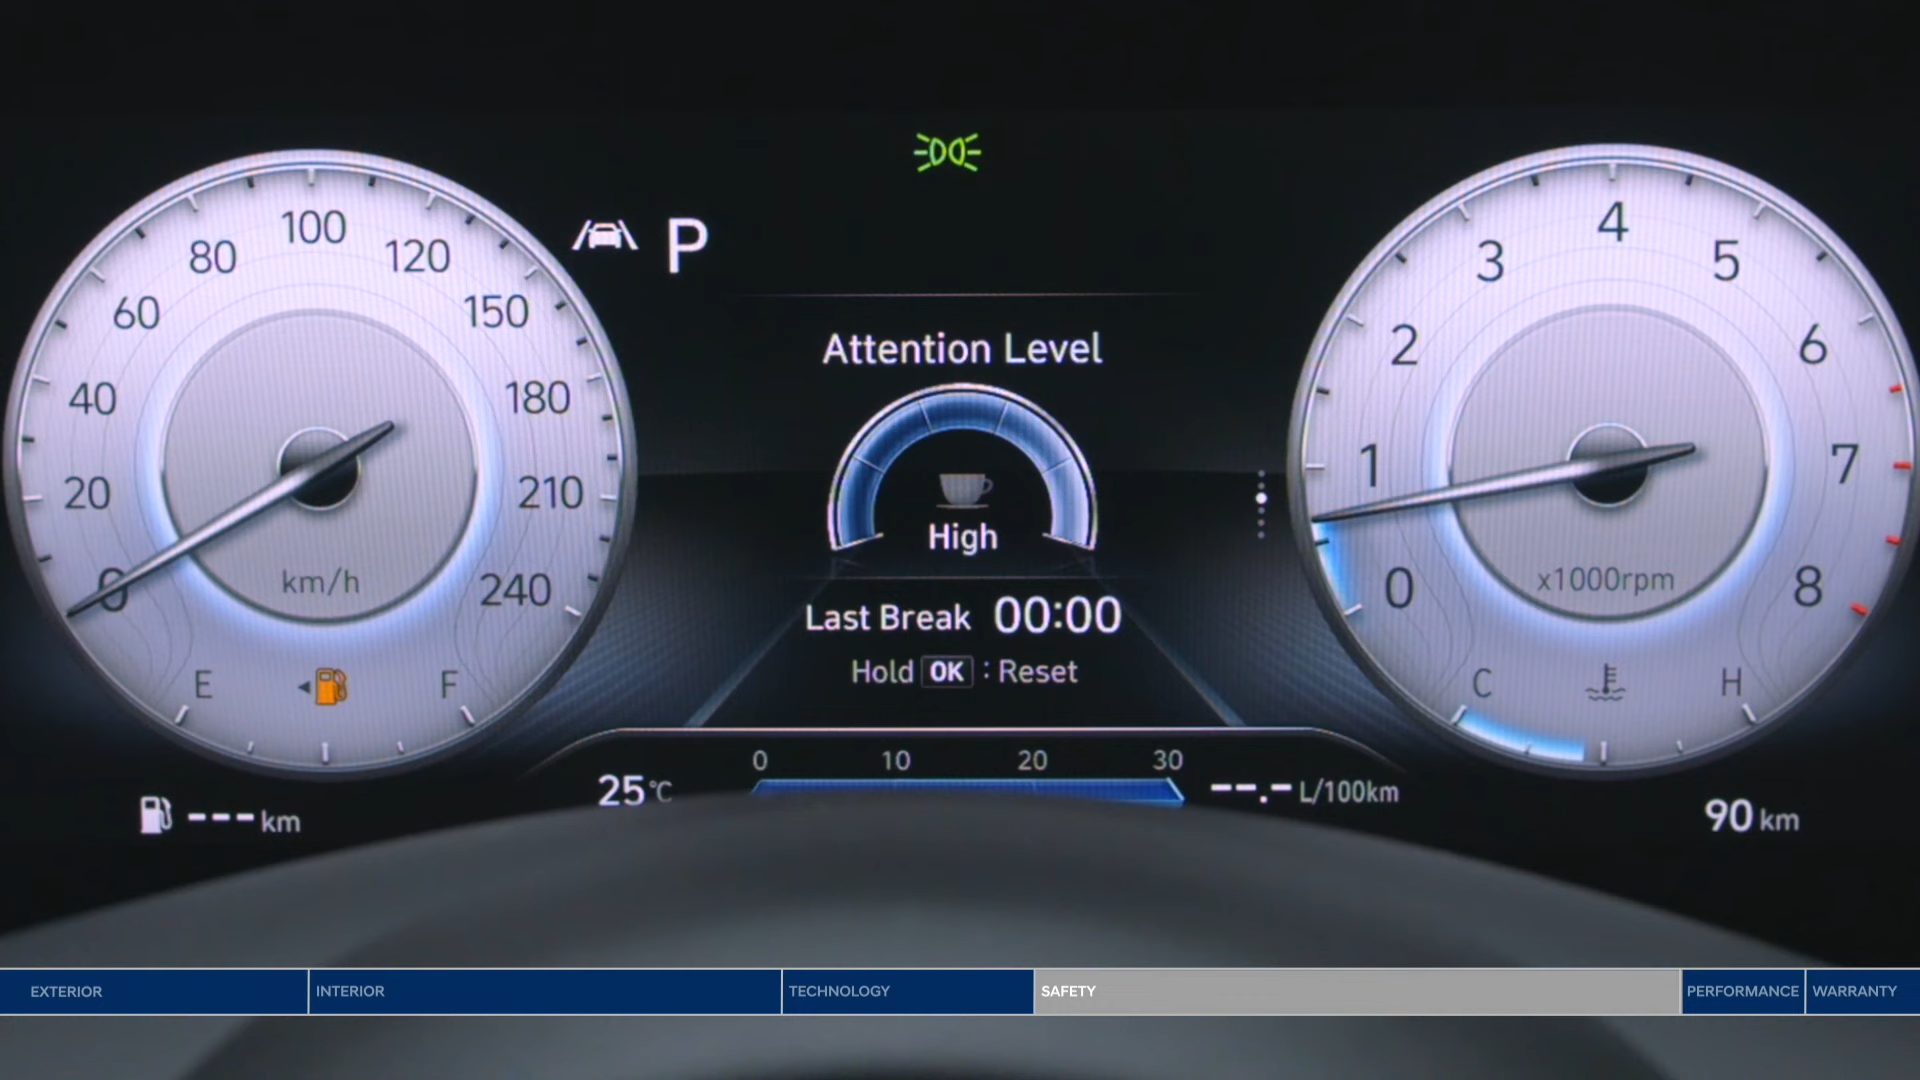 100
80
120
60
150
40
180
20
210
0
240
km/h
E
F
--- km
P
Attention Level
High
Last Break 00:00
Hold OK : Reset
0 10 20 30
25°C
--.- L/100km
4
3
5
2
6
1
7
0
8
x1000rpm
C
H
90 km
EXTERIOR
INTERIOR
TECHNOLOGY
SAFETY
PERFORMANCE
WARRANTY